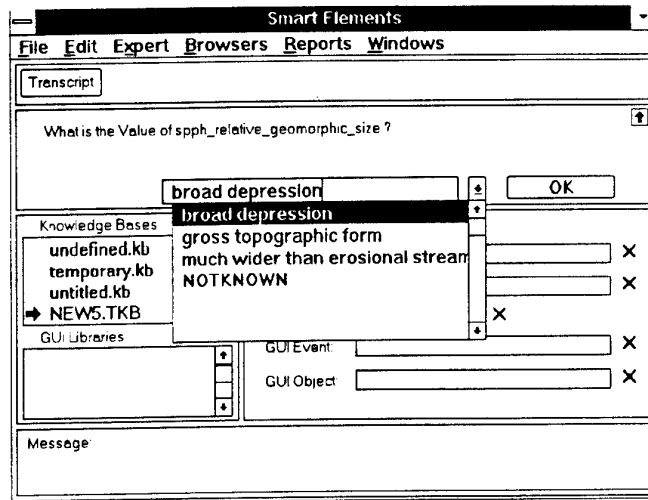 Smart Elements
File Edit Expert Browsers Reports Windows
Transcript
What is the Value of spph_relative_geomorphic_size ?
broad depression
OK
broad depression
gross topographic form
much wider than erosional stream
NOTKNOWN
Knowledge Bases
undefined.kb
temporary.kb
untitled.kb
NEW5.TKB
GUI Libraries
GUI Event:
GUI Object:
Message: